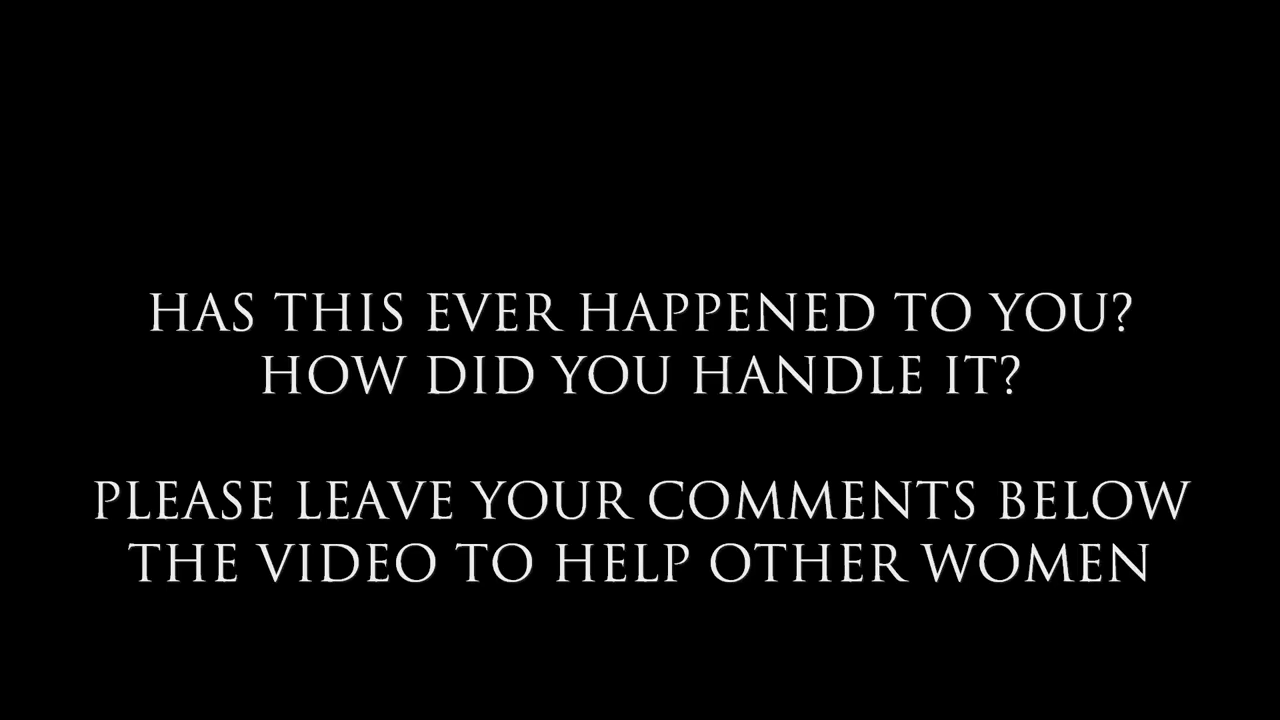 HAS THIS EVER HAPPENED TO YOU?
HOW DID YOU HANDLE IT?
PLEASE LEAVE YOUR COMMENTS BELOW
THE VIDEO TO HELP OTHER WOMEN